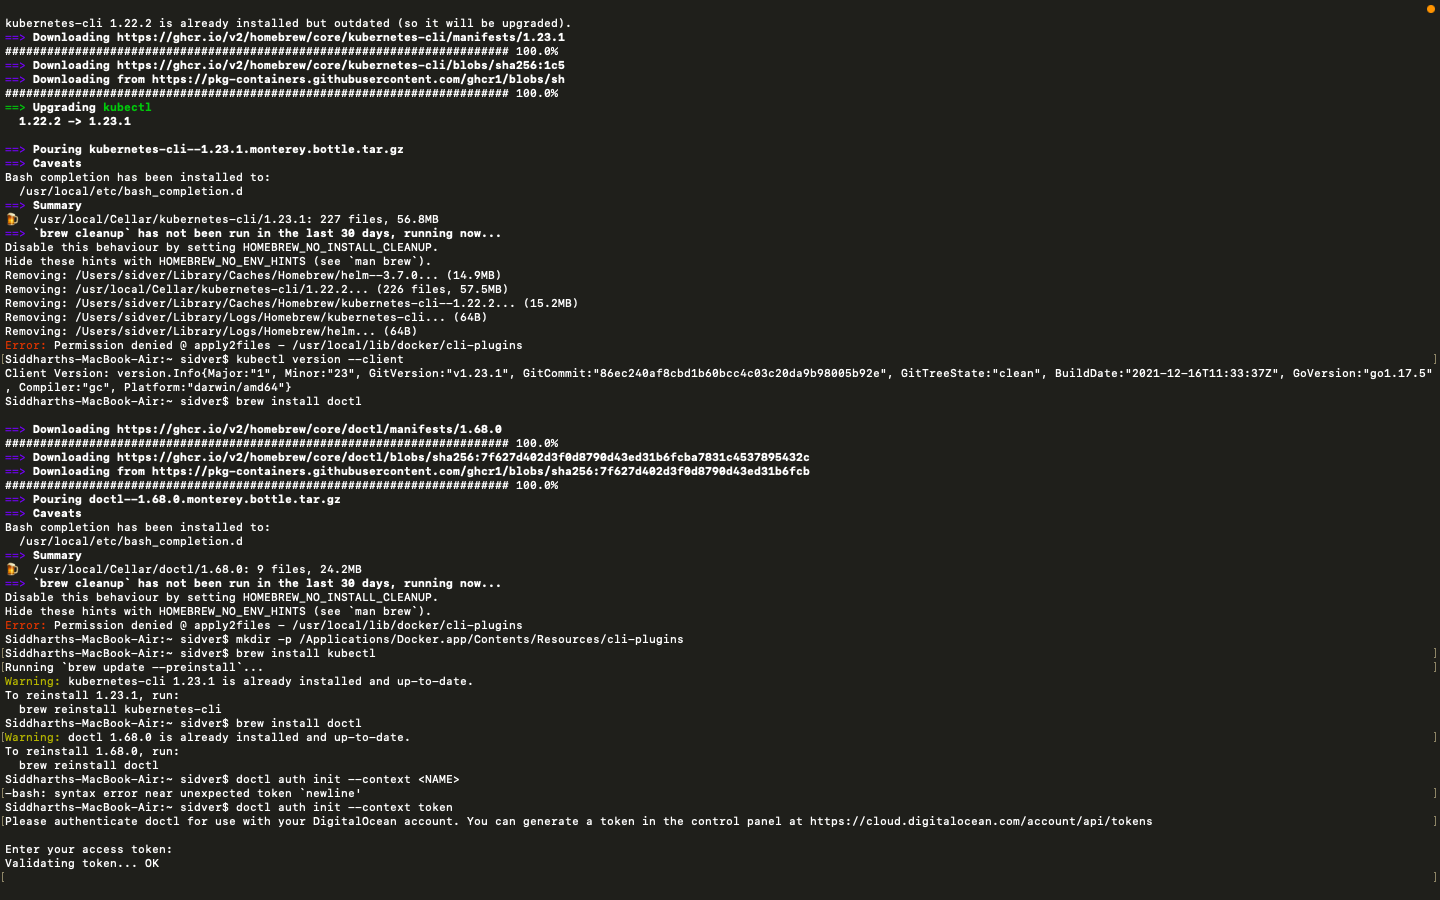 kubernetes-cli 1.22.2 is already installed but outdated (so it will be upgraded).
==> Downloading https://ghcr.io/v2/homebrew/core/kubernetes-cli/manifests/1.23.1
######################################################################## 100.0%
==> Downloading https://ghcr.io/v2/homebrew/core/kubernetes-cli/blobs/sha256:1c5
==> Downloading from https://pkg-containers.githubusercontent.com/ghcr1/blobs/sh
######################################################################## 100.0%
==> Upgrading kubectl
  1.22.2 -> 1.23.1
==> Pouring kubernetes-cli--1.23.1.monterey.bottle.tar.gz
==> Caveats
Bash completion has been installed to:
  /usr/local/etc/bash_completion.d
==> Summary
🍺  /usr/local/Cellar/kubernetes-cli/1.23.1: 227 files, 56.8MB
==> `brew cleanup` has not been run in the last 30 days, running now...
Disable this behaviour by setting HOMEBREW_NO_INSTALL_CLEANUP.
Hide these hints with HOMEBREW_NO_ENV_HINTS (see `man brew`).
Removing: /Users/sidver/Library/Caches/Homebrew/helm--3.7.0... (14.9MB)
Removing: /usr/local/Cellar/kubernetes-cli/1.22.2... (226 files, 57.5MB)
Removing: /Users/sidver/Library/Caches/Homebrew/kubernetes-cli--1.22.2... (15.2MB)
Removing: /Users/sidver/Library/Logs/Homebrew/kubernetes-cli... (64B)
Removing: /Users/sidver/Library/Logs/Homebrew/helm... (64B)
Error: Permission denied @ apply2files - /usr/local/lib/docker/cli-plugins
[Siddharths-MacBook-Air:~ sidver$ kubectl version --client ]
Client Version: version.Info{Major:"1", Minor:"23", GitVersion:"v1.23.1", GitCommit:"86ec240af8cbd1b60bcc4c03c20da9b98005b92e", GitTreeState:"clean", BuildDate:"2021-12-16T11:33:37Z", GoVersion:"go1.17.5"
, Compiler:"gc", Platform:"darwin/amd64"}
Siddharths-MacBook-Air:~ sidver$ brew install doctl
==> Downloading https://ghcr.io/v2/homebrew/core/doctl/manifests/1.68.0
######################################################################## 100.0%
==> Downloading https://ghcr.io/v2/homebrew/core/doctl/blobs/sha256:7f627d402d3f0d8790d43ed31b6fcba7831c4537895432c
==> Downloading from https://pkg-containers.githubusercontent.com/ghcr1/blobs/sha256:7f627d402d3f0d8790d43ed31b6fcb
######################################################################## 100.0%
==> Pouring doctl--1.68.0.monterey.bottle.tar.gz
==> Caveats
Bash completion has been installed to:
  /usr/local/etc/bash_completion.d
==> Summary
🍺  /usr/local/Cellar/doctl/1.68.0: 9 files, 24.2MB
==> `brew cleanup` has not been run in the last 30 days, running now...
Disable this behaviour by setting HOMEBREW_NO_INSTALL_CLEANUP.
Hide these hints with HOMEBREW_NO_ENV_HINTS (see `man brew`).
Error: Permission denied @ apply2files - /usr/local/lib/docker/cli-plugins
Siddharths-MacBook-Air:~ sidver$ mkdir -p /Applications/Docker.app/Contents/Resources/cli-plugins
[Siddharths-MacBook-Air:~ sidver$ brew install kubectl ]
[Running `brew update --preinstall`... ]
Warning: kubernetes-cli 1.23.1 is already installed and up-to-date.
To reinstall 1.23.1, run:
  brew reinstall kubernetes-cli
Siddharths-MacBook-Air:~ sidver$ brew install doctl
[Warning: doctl 1.68.0 is already installed and up-to-date. ]
To reinstall 1.68.0, run:
  brew reinstall doctl
Siddharths-MacBook-Air:~ sidver$ doctl auth init --context <NAME>
[-bash: syntax error near unexpected token `newline' ]
Siddharths-MacBook-Air:~ sidver$ doctl auth init --context token
[Please authenticate doctl for use with your DigitalOcean account. You can generate a token in the control panel at https://cloud.digitalocean.com/account/api/tokens ]
Enter your access token:
Validating token... OK
[ ]